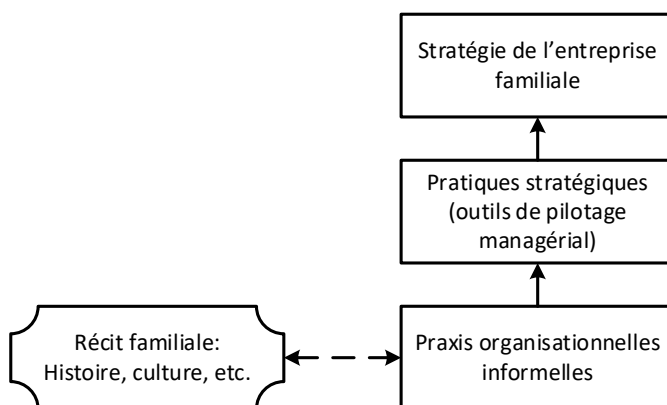 Stratégie de l’entreprise
familiale
Pratiques stratégiques
(outils de pilotage
managérial)
Récit familiale:
Histoire, culture, etc.
Praxis organisationnelles
informelles